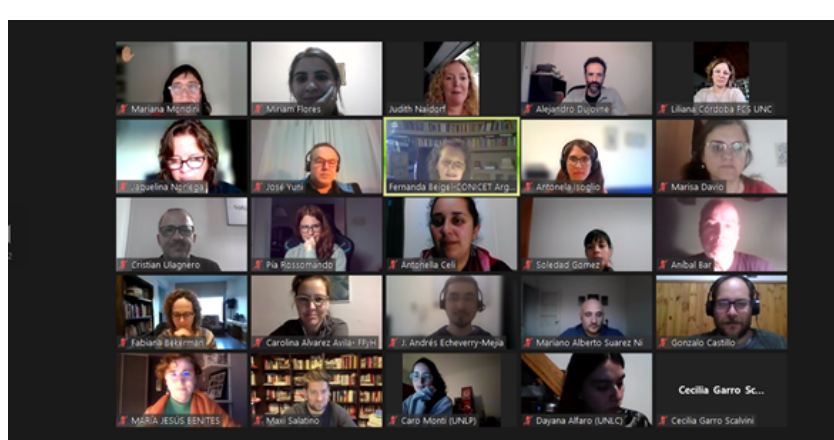 Mariana Mondini
Miriam Flores
Judith Naidorf
Alejandro Dujovne
Liliana Córdoba FCS UNC
Jaquelina Noriega
José Yuni
Fernanda Beigel-CONICET Arg...
Antonela Isoglio
Marisa Davio
Cristian Ulagnero
Pía Rossomando
Antonella Celi
Soledad Gomez
Aníbal Bar
Fabiana Bekerman
Carolina Alvarez Avila- FFyH
J. Andrés Echeverry-Mejía
Mariano Alberto Suarez Ni
Gonzalo Castillo
MARÍA JESÚS BENITES
Maxi Salatino
Caro Monti (UNLP)
Dayana Alfaro (UNLC)
Cecilia Garro Sc...
Cecilia Garro Scalvini